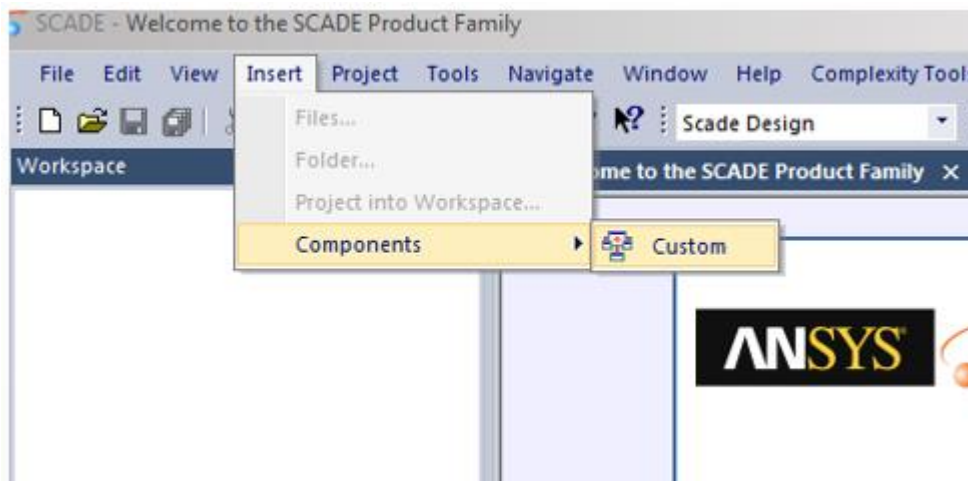 SCADE - Welcome to the SCADE Product Family
File Edit View Insert Project Tools Navigate Window Help Complexity Tool
Files...
Scade Design
Workspace
Folder...
me to the SCADE Product Family
Project into Workspace...
Components
Custom
ANSYS